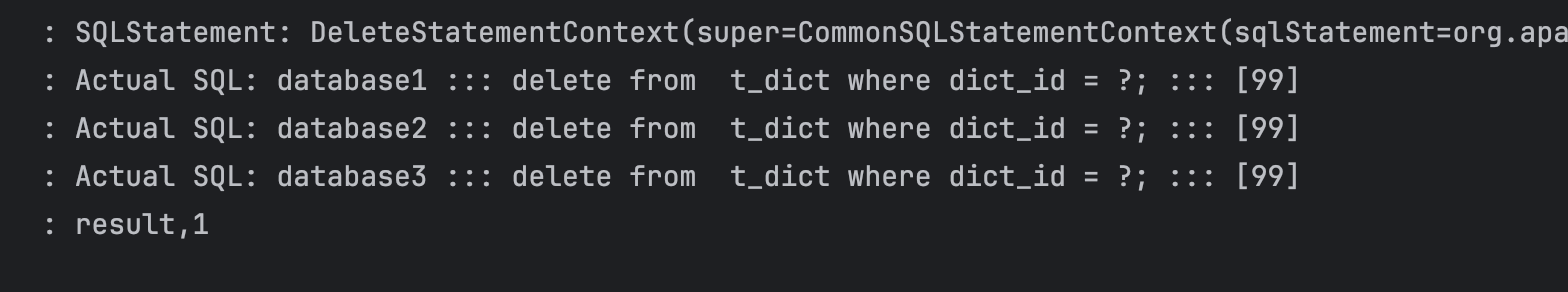 : SQLStatement: DeleteStatementContext(super=CommonSQLStatementContext(sqlStatement=org.apa
: Actual SQL: database1 ::: delete from  t_dict where dict_id = ?; ::: [99]
: Actual SQL: database2 ::: delete from  t_dict where dict_id = ?; ::: [99]
: Actual SQL: database3 ::: delete from  t_dict where dict_id = ?; ::: [99]
: result,1